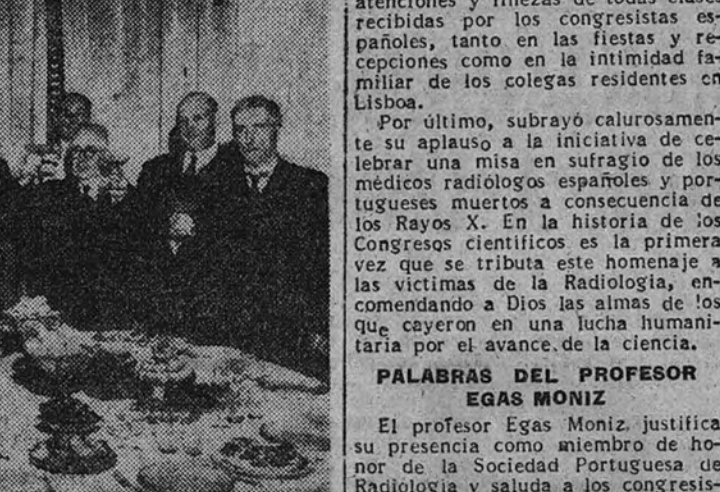 atenciones y finezas de todas clases
recibidas por los congresistas es-
pañoles, tanto en las fiestas y re-
cepciones como en la intimidad fa-
miliar de los colegas residentes en
Lisboa.
Por último, subrayó calurosamen-
te su aplauso a la iniciativa de ce-
lebrar una misa en sufragio de los
médicos radiólogos españoles y por-
tugueses muertos a consecuencia de
los Rayos X. En la historia de los
Congresos científicos es la primera
vez que se tributa este homenaje a
las victimas de la Radiología, en-
comendando a Dios las almas de los
que cayeron en una lucha humani-
taria por el avance de la ciencia.
PALABRAS DEL PROFESOR
EGAS MONIZ
El profesor Egas Moniz justifica
su presencia como miembro de ho-
nor de la Sociedad Portuguesa de
Radiología y saluda a los congresis-